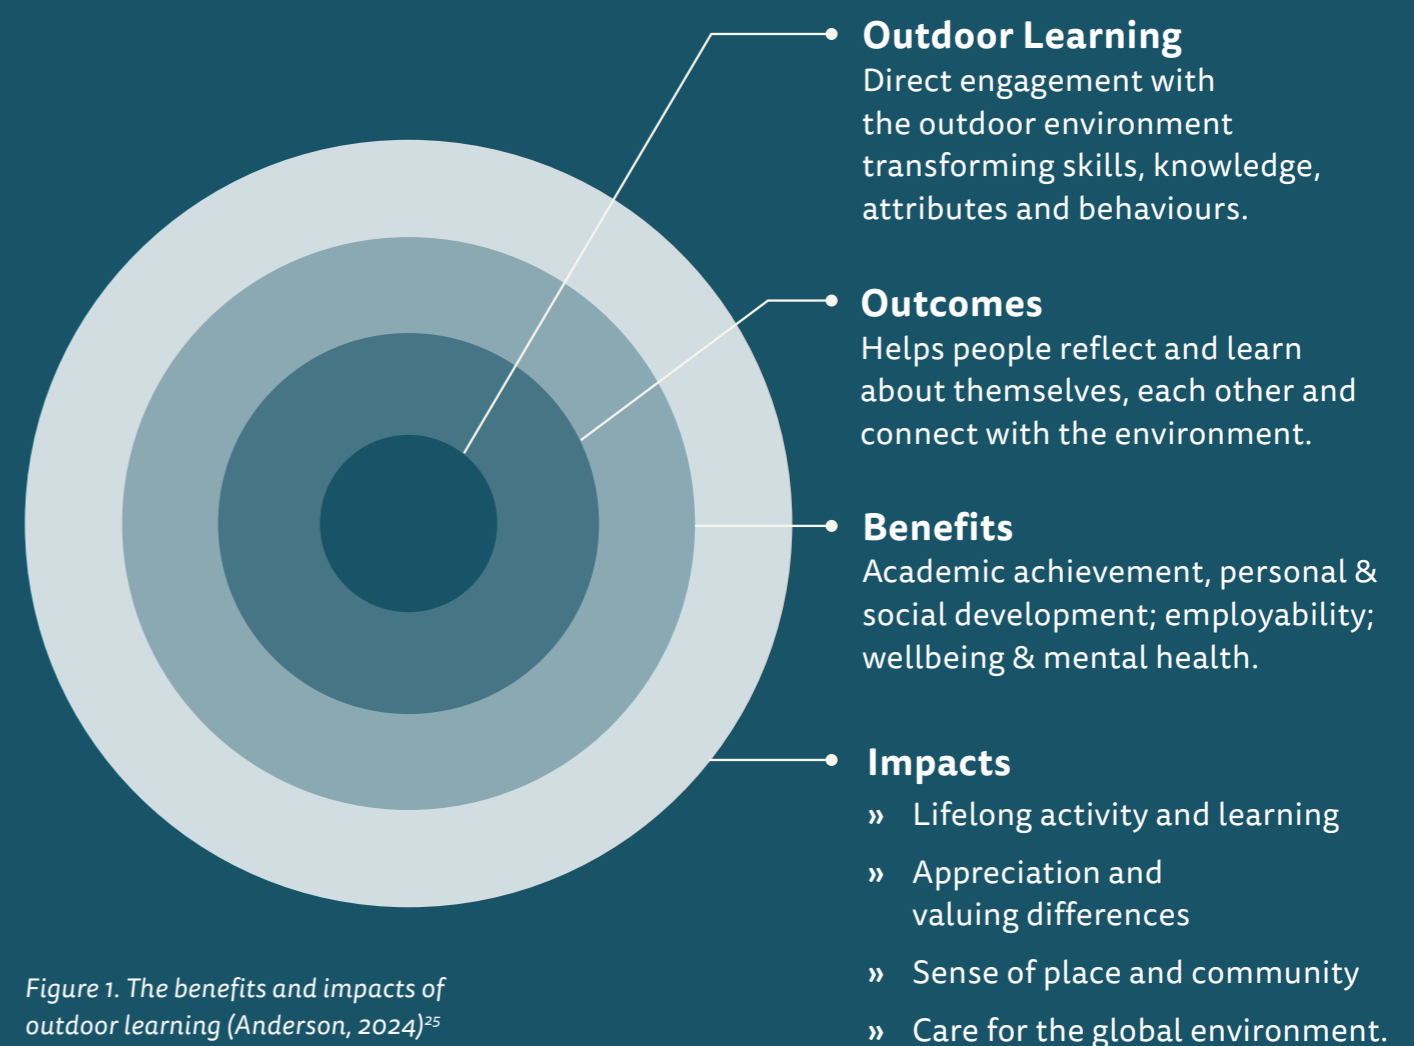 Outdoor Learning
Direct engagement with
the outdoor environment
transforming skills, knowledge,
attributes and behaviours.
Outcomes
Helps people reflect and learn
about themselves, each other and
connect with the environment.
Benefits
Academic achievement, personal &
social development; employability;
wellbeing & mental health.
Impacts
» Lifelong activity and learning
» Appreciation and
valuing differences
» Sense of place and community
» Care for the global environment.
Figure 1. The benefits and impacts of
outdoor learning (Anderson, 2024)²⁵